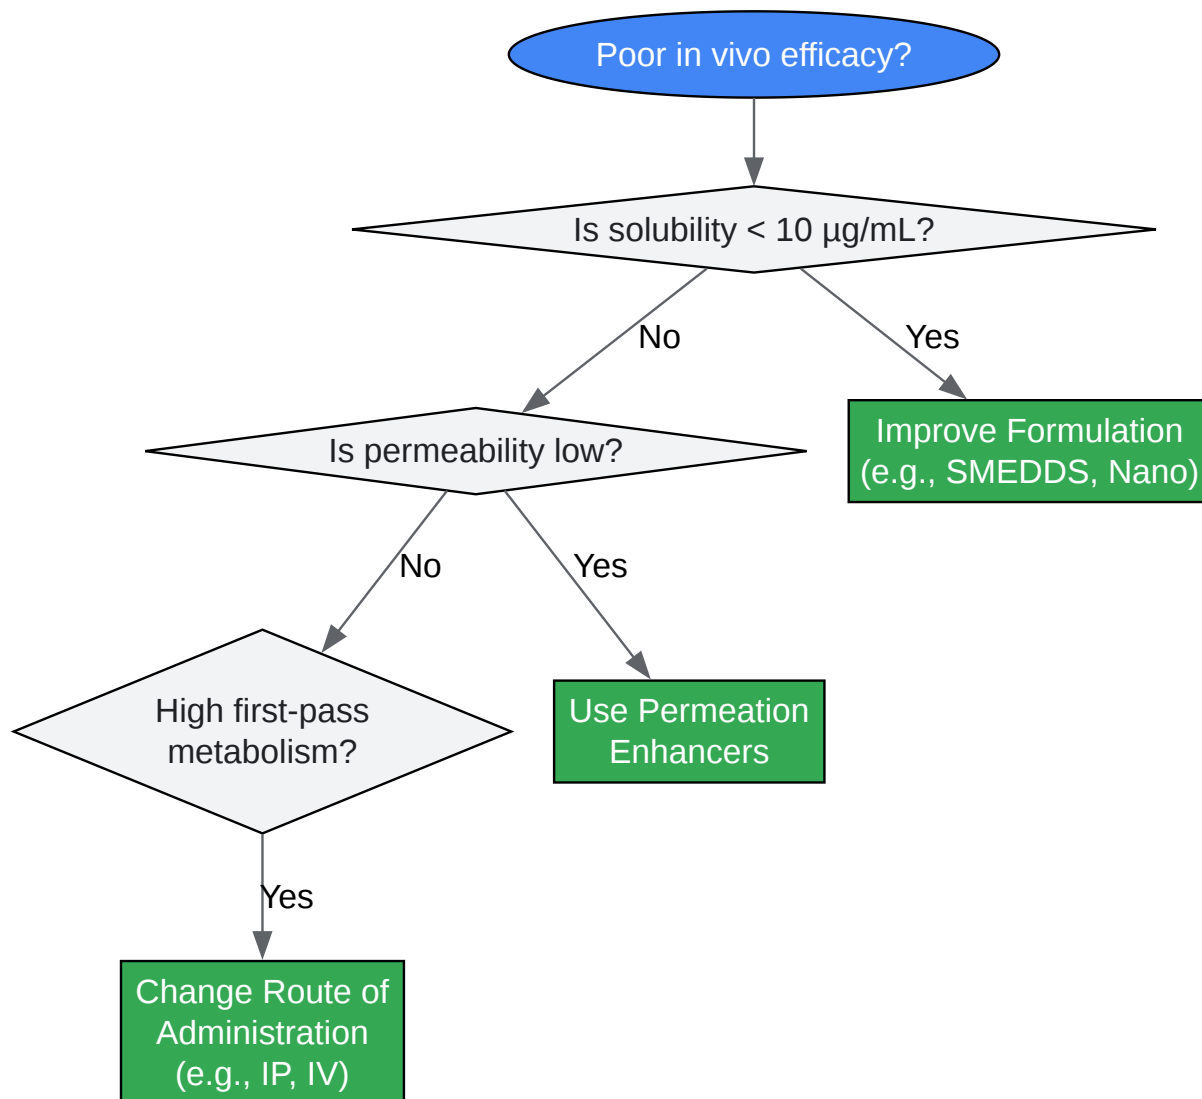 Poor in vivo efficacy?
Is solubility < 10 µg/mL?
No
Yes
Is permeability low?
Improve Formulation
(e.g., SMEDDS, Nano)
No
Yes
High first-pass
metabolism?
Use Permeation
Enhancers
Yes
Change Route of
Administration
(e.g., IP, IV)